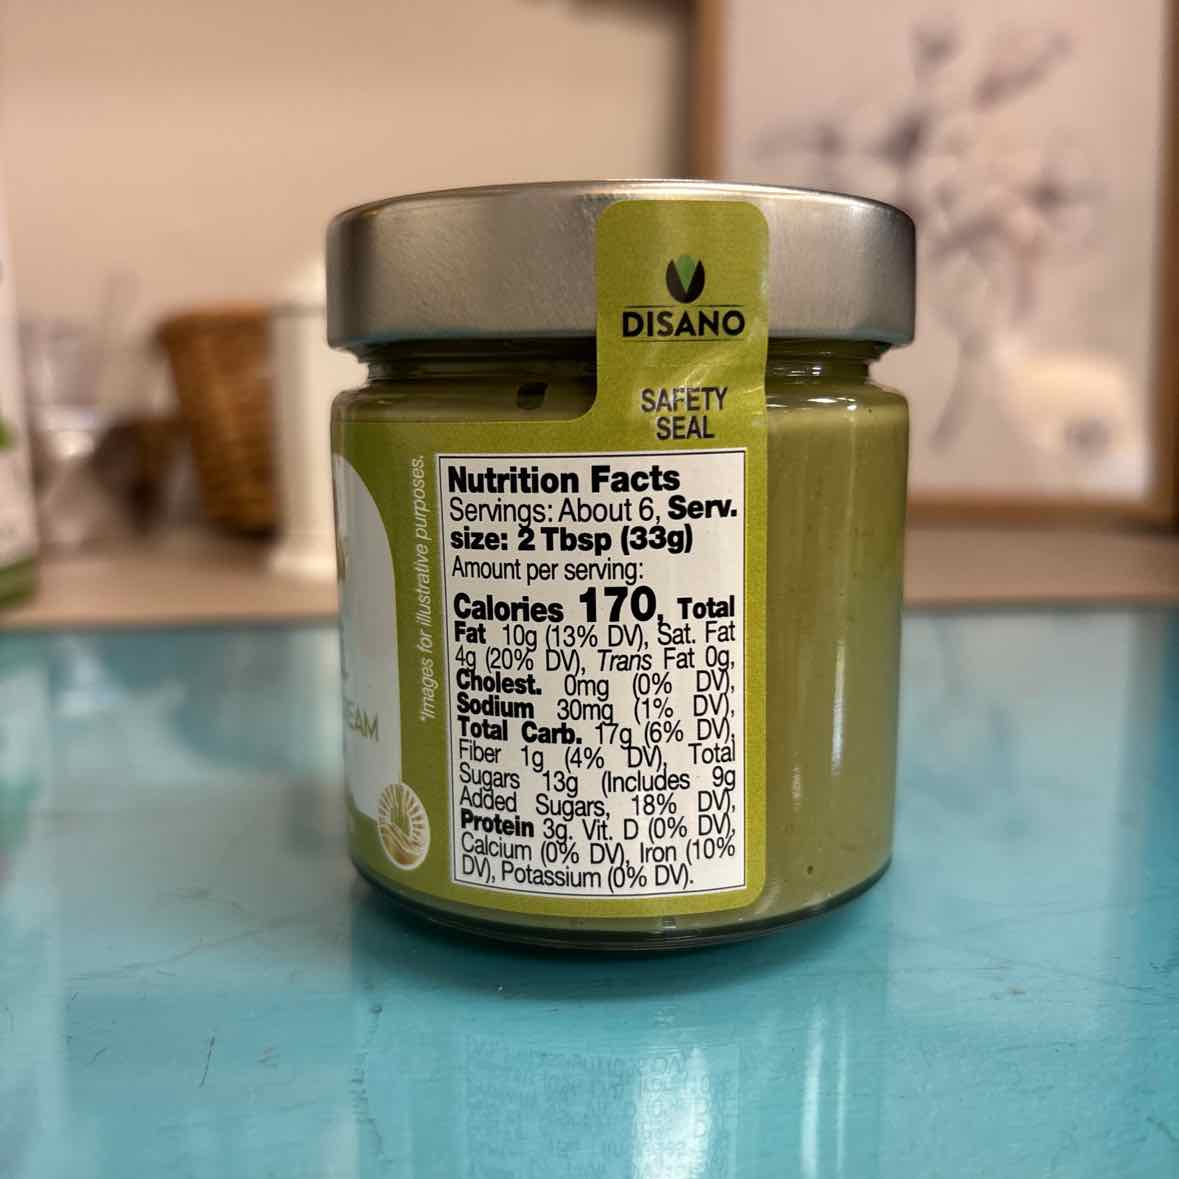 DISANO
SAFETY
SEAL
*Images for illustrative purposes.
Nutrition Facts
Servings: About 6, Serv.
size: 2 Tbsp (33g)
Amount per serving:
Calories 170, Total
Fat 10g (13% DV), Sat. Fat
4g (20% DV), Trans Fat 0g,
Cholest. 0mg (0% DV),
Sodium 30mg (1% DV),
Total Carb. 17g (6% DV),
Fiber 1g (4% DV), Total
Sugars 13g (Includes 9g
Added Sugars, 18% DV),
Protein 3g. Vit. D (0% DV),
Calcium (0% DV), Iron (10%
DV), Potassium (0% DV).